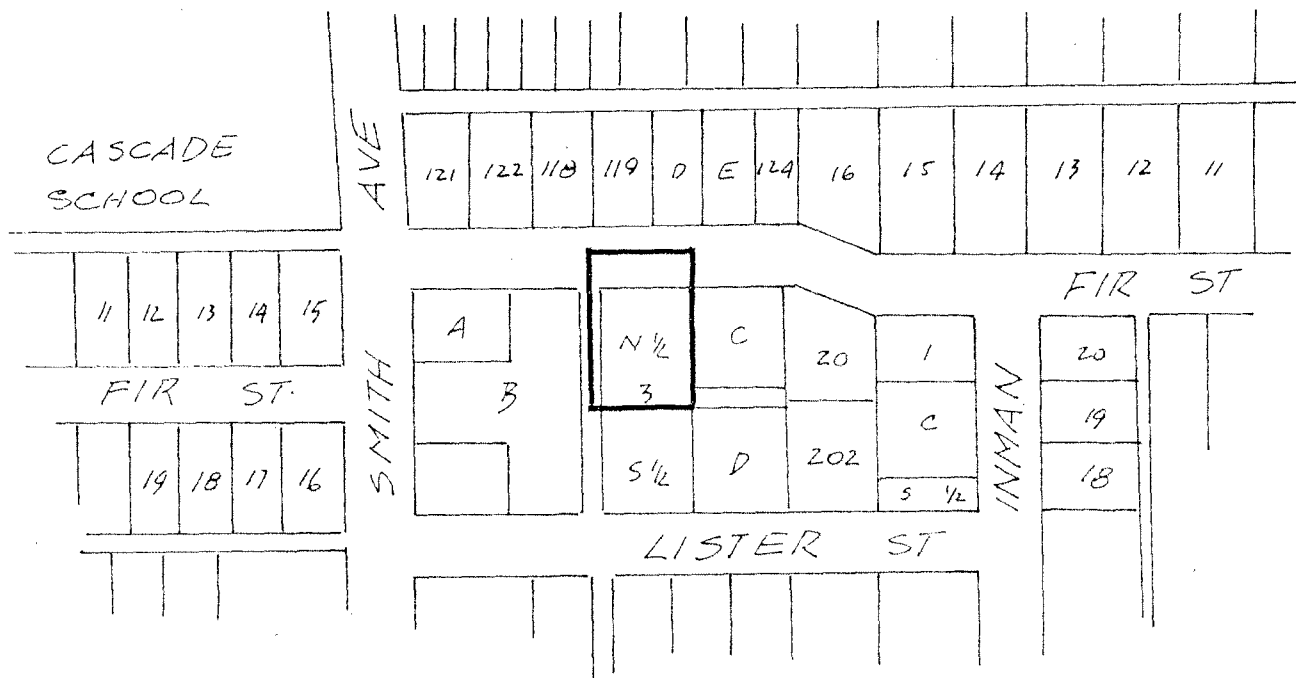 CASCADE
SCHOOL
AVE
121 122 118 119 D E 124 16 15 14 13 12 11
FIR ST
11 12 13 14 15
A
B
N 1/2
3
C
20
1
20
FIR ST.
SMITH
INMAN
C
19
19 18 17 16
S 1/2
D
202
18
S 1/2
LISTER ST